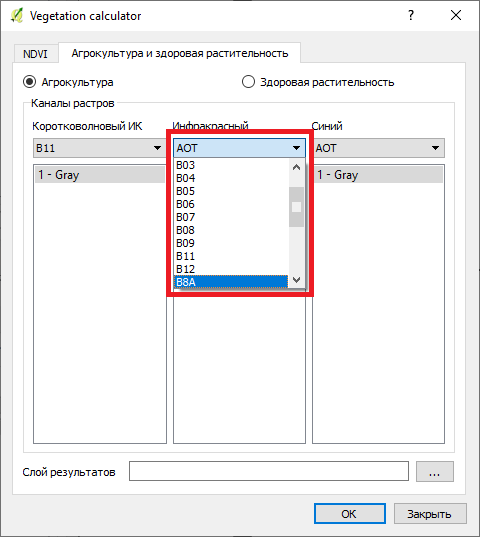 Vegetation calculator
NDVI
Агрокультура и здоровая растительность
Агрокультура
Здоровая растительность
Каналы растров
Коротковолновый ИК
Инфракрасный
Синий
B11
AOT
AOT
B03
B04
B05
B06
B07
B08
B09
B11
B12
B8A
1 - Gray
1 - Gray
Слой результатов
...
ОК
Закрыть